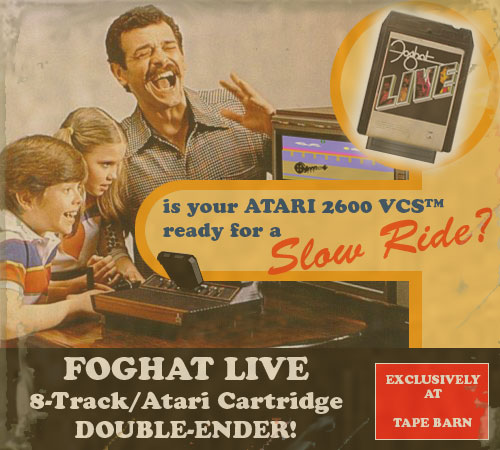 Foghat
LIVE
is your ATARI 2600 VCS™
ready for a
Slow Ride?
FOGHAT LIVE
8-Track/Atari Cartridge
DOUBLE-ENDER!
EXCLUSIVELY
AT
TAPE BARN